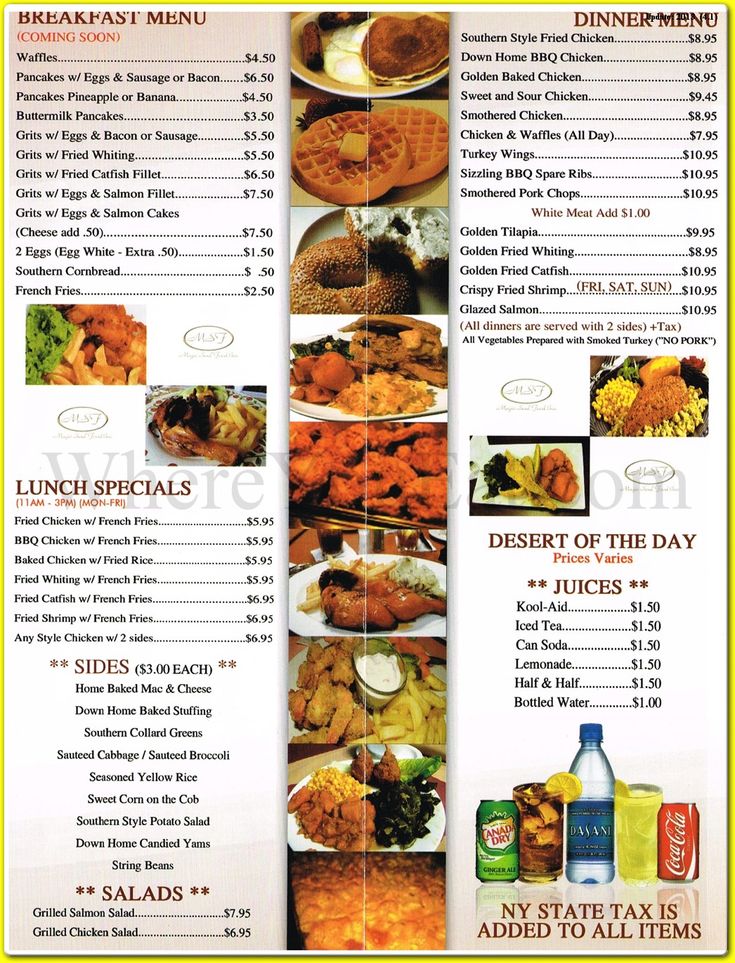 BREAKFAST MENU
(COMING SOON)
Waffles....................................$4.50
Pancakes w/ Eggs & Sausage or Bacon......$6.50
Pancakes Pineapple or Banana.................$4.50
Buttermilk Pancakes..............................$3.50
Grits w/ Eggs & Bacon or Sausage...........$5.50
Grits w/ Fried Whiting...........................$5.50
Grits w/ Fried Catfish Fillet.....................$6.50
Grits w/ Eggs & Salmon Fillet.................$7.50
Grits w/ Eggs & Salmon Cakes
(Cheese add .50)..................................$7.50
2 Eggs (Egg White - Extra .50)................$1.50
Southern Cornbread..............................$ .50
French Fries........................................$2.50
MSF
MSF
LUNCH SPECIALS
(11AM - 3PM) (MON-FRI)
Fried Chicken w/ French Fries...................$5.95
BBQ Chicken w/ French Fries...................$5.95
Baked Chicken w/ Fried Rice....................$5.95
Fried Whiting w/ French Fries...................$5.95
Fried Catfish w/ French Fries....................$6.95
Fried Shrimp w/ French Fries....................$6.95
Any Style Chicken w/ 2 sides....................$6.95
** SIDES ($3.00 EACH) **
Home Baked Mac & Cheese
Down Home Baked Stuffing
Southern Collard Greens
Sauteed Cabbage / Sauteed Broccoli
Seasoned Yellow Rice
Sweet Corn on the Cob
Southern Style Potato Salad
Down Home Candied Yams
String Beans
** SALADS **
Grilled Salmon Salad...................$7.95
Grilled Chicken Salad..................$6.95
DINNER MENU
Southern Style Fried Chicken................$8.95
Down Home BBQ Chicken...................$8.95
Golden Baked Chicken........................$8.95
Sweet and Sour Chicken......................$9.45
Smothered Chicken............................$8.95
Chicken & Waffles (All Day)...............$7.95
Turkey Wings..................................$10.95
Sizzling BBQ Spare Ribs...................$10.95
Smothered Pork Chops......................$10.95
White Meat Add $1.00
Golden Tilapia..................................$9.95
Golden Fried Whiting.........................$8.95
Golden Fried Catfish.........................$10.95
Crispy Fried Shrimp (FRI, SAT, SUN)..$10.95
Glazed Salmon.................................$10.95
(All dinners are served with 2 sides) +Tax)
All Vegetables Prepared with Smoked Turkey ("NO PORK")
MSF
MSF
DESERT OF THE DAY
Prices Varies
** JUICES **
Kool-Aid....................$1.50
Iced Tea.....................$1.50
Can Soda....................$1.50
Lemonade..................$1.50
Half & Half................$1.50
Bottled Water.............$1.00
CANADA
DRY
GINGER ALE
DASANI
Coca-Cola
NY STATE TAX IS
ADDED TO ALL ITEMS